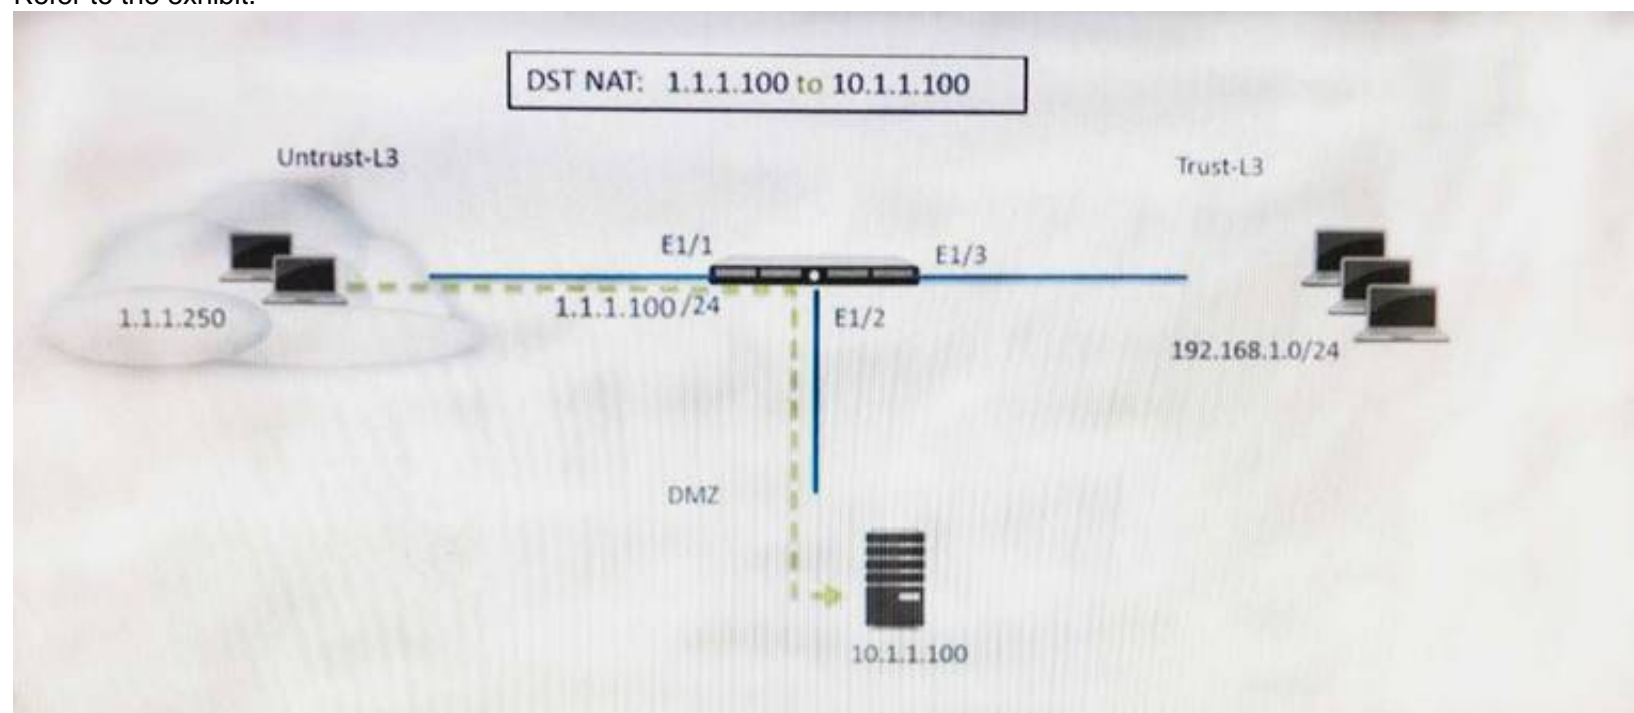 Refer to the exhibit.
DST NAT: 1.1.1.100 to 10.1.1.100
Untrust-L3
Trust-L3
E1/1
E1/3
1.1.1.250
1.1.1.100/24
E1/2
192.168.1.0/24
DMZ
10.1.1.100